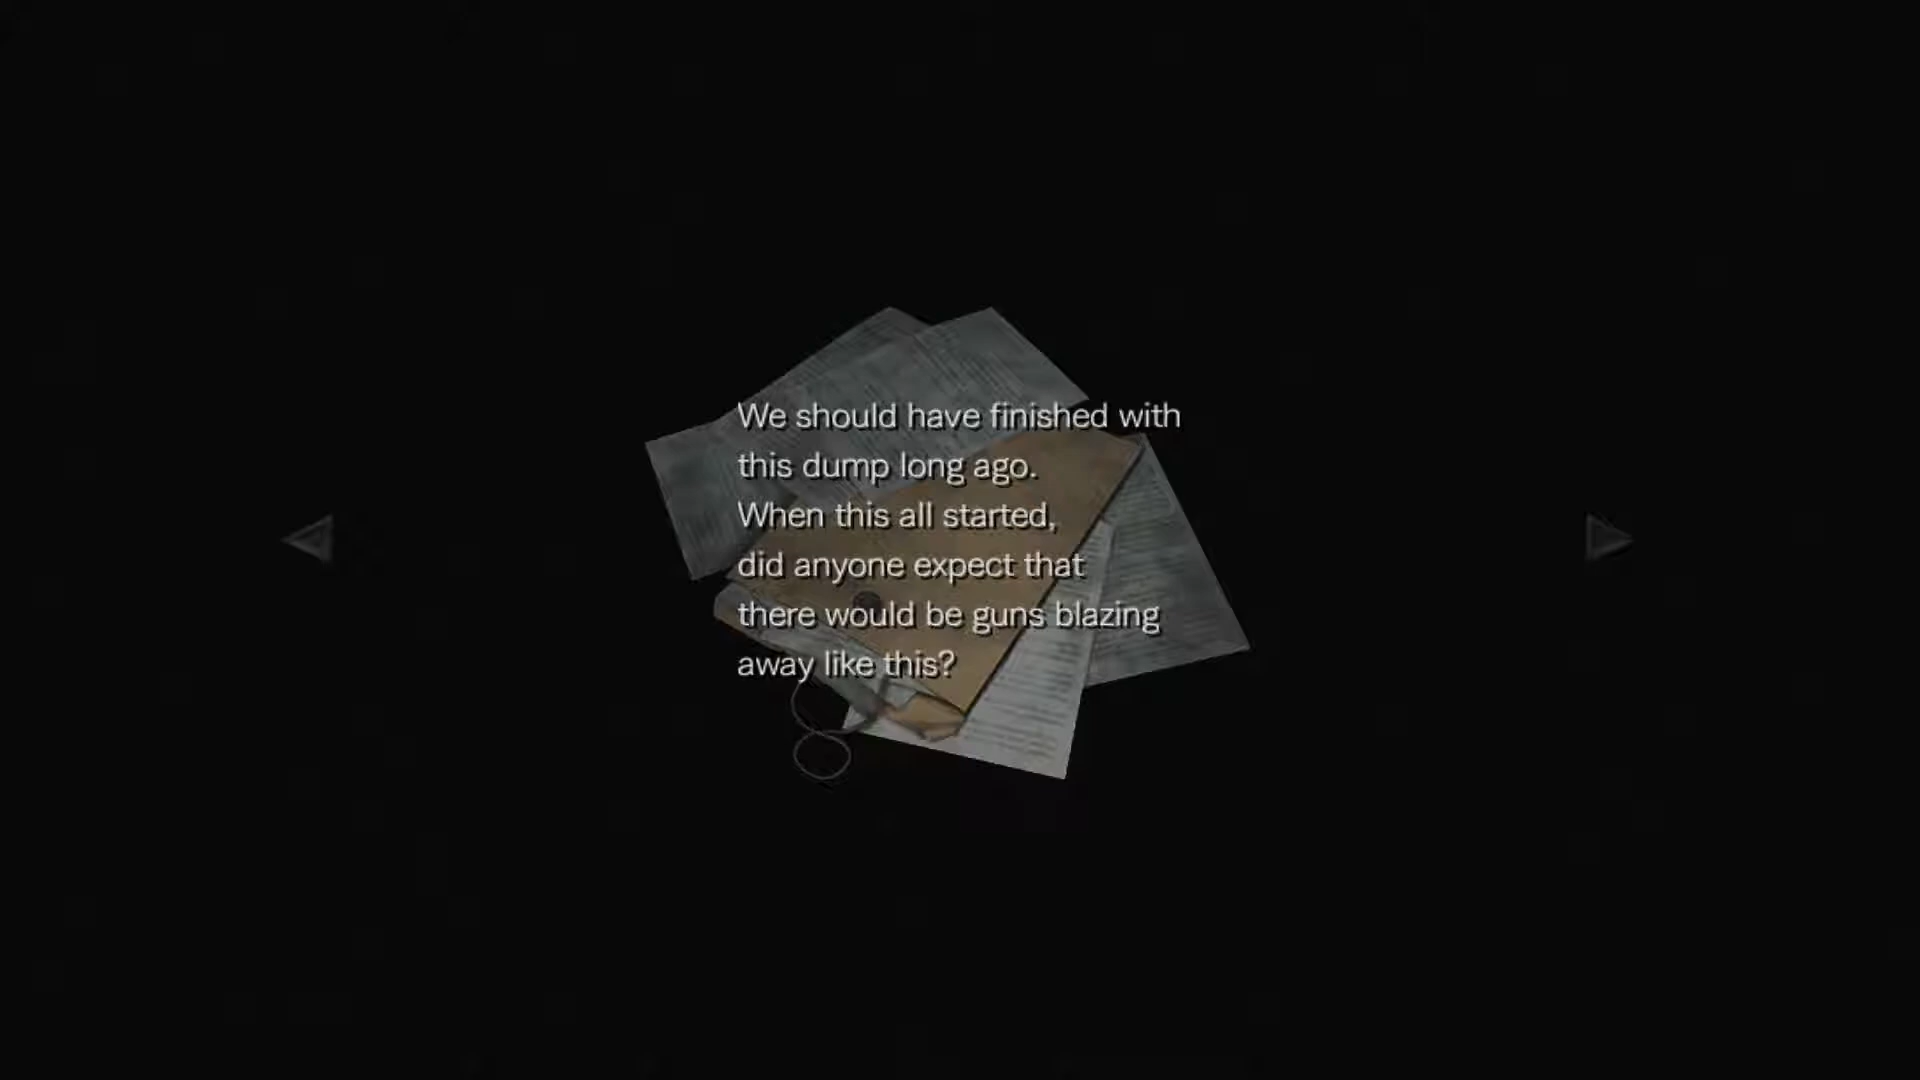 We should have finished with
this dump long ago.
When this all started,
did anyone expect that
there would be guns blazing
away like this?